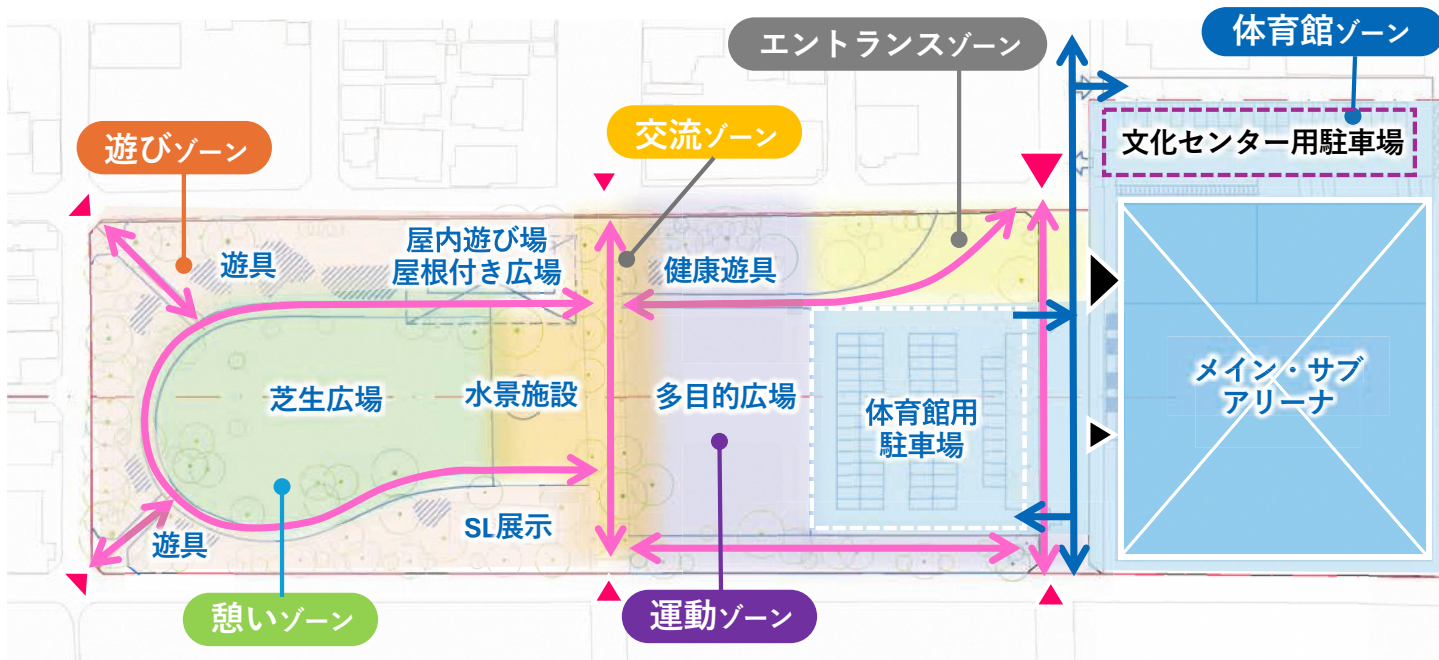 体育館ゾーン
エントランスゾーン
交流ゾーン
遊びゾーン
文化センター用駐車場
屋内遊び場
屋根付き広場
遊具
健康遊具
芝生広場
水景施設
多目的広場
体育館用
駐車場
メイン・サブ
アリーナ
SL展示
遊具
憩いゾーン
運動ゾーン